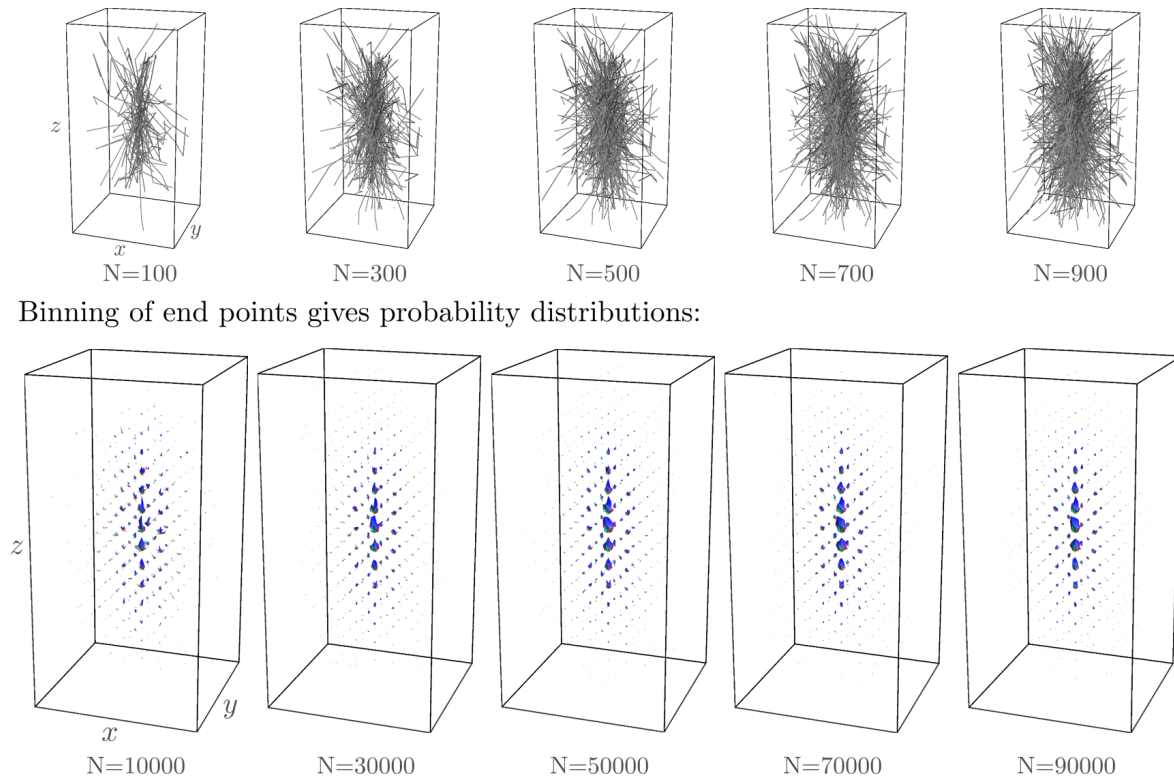 z
y
x
N=100 N=300 N=500 N=700 N=900
Binning of end points gives probability distributions:
z
y
x
N=10000 N=30000 N=50000 N=70000 N=90000